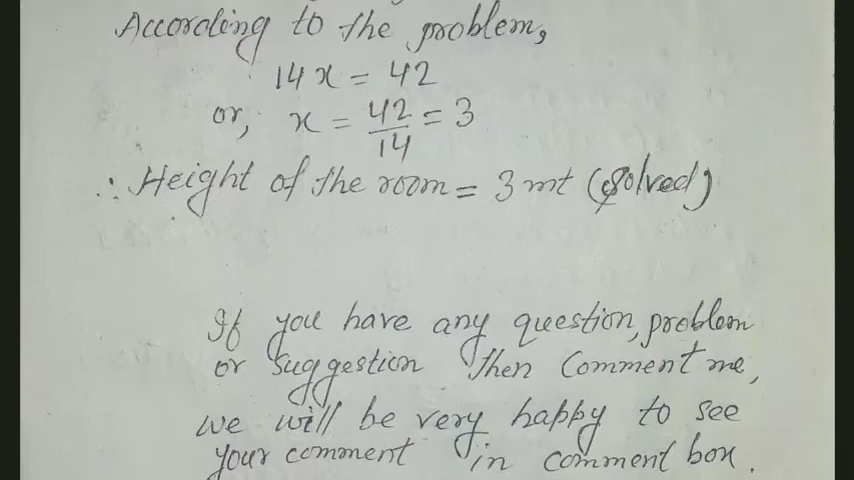 According to the problem,
14x = 42
or, x = 42/14 = 3
∴ Height of the room = 3 mt (Solved)
If you have any question, problem
or suggestion then comment me,
we will be very happy to see
your comment in comment box.